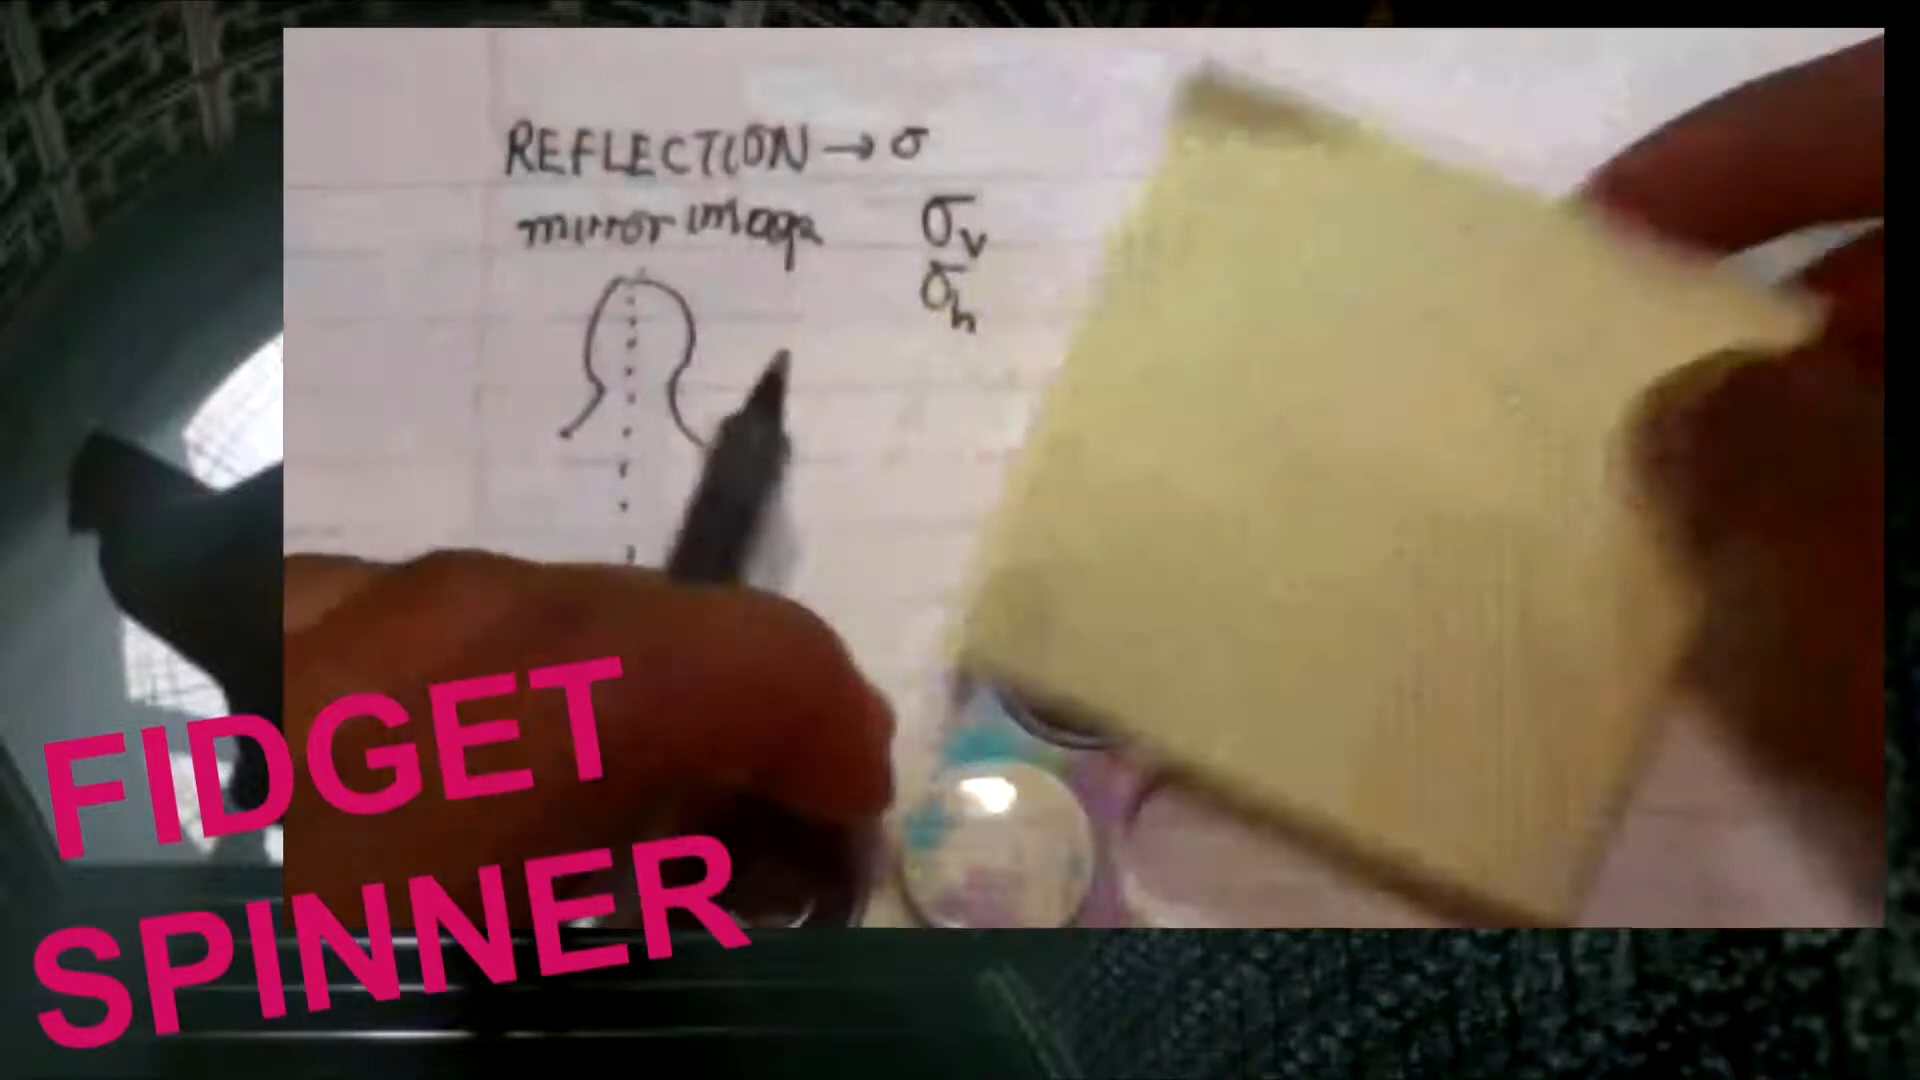 REFLECTION → σ
mirror image
σv
σh
FIDGET
SPINNER